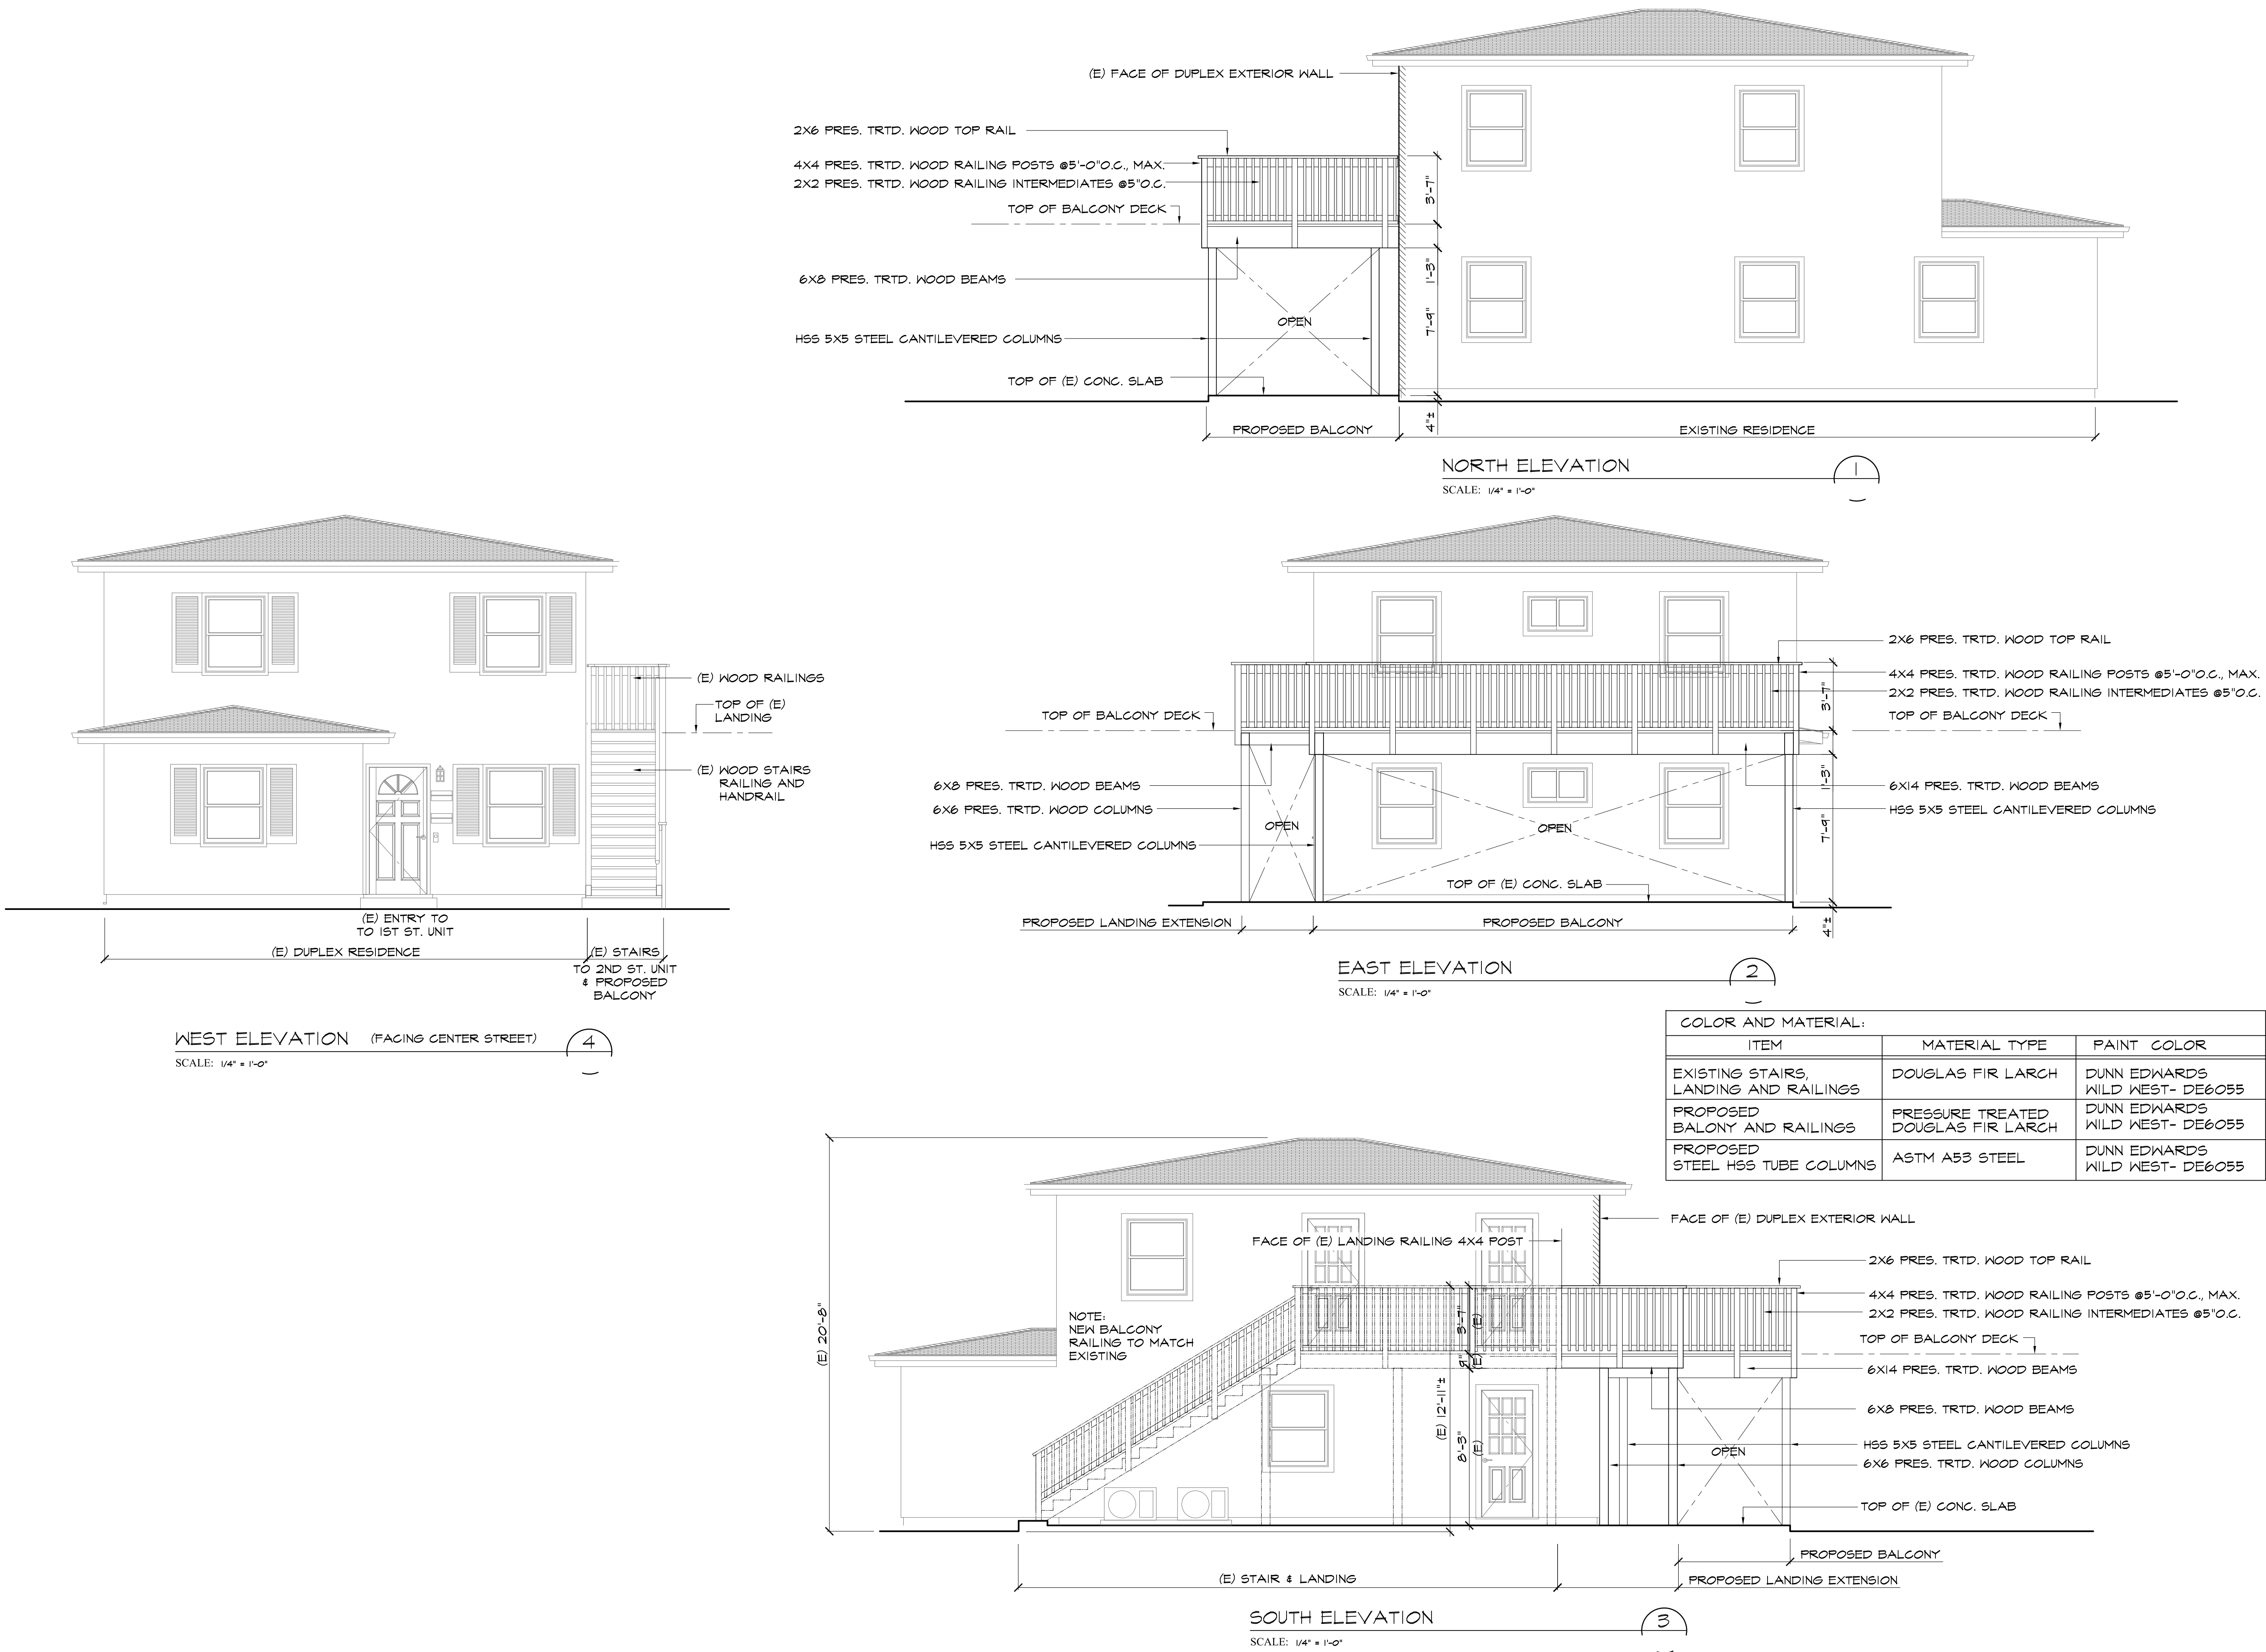 (E) FACE OF DUPLEX EXTERIOR WALL
2X6 PRES. TRTD. WOOD TOP RAIL
4X4 PRES. TRTD. WOOD RAILING POSTS @5'-0"O.C., MAX.
2X2 PRES. TRTD. WOOD RAILING INTERMEDIATES @5"O.C.
TOP OF BALCONY DECK
6X8 PRES. TRTD. WOOD BEAMS
HSS 5X5 STEEL CANTILEVERED COLUMNS
TOP OF (E) CONC. SLAB
OPEN
3'-7"
1'-3"
7'-9"
4"±
PROPOSED BALCONY
EXISTING RESIDENCE
NORTH ELEVATION
1
SCALE: 1/4" = 1'-0"
(E) WOOD RAILINGS
TOP OF (E)
LANDING
(E) WOOD STAIRS
RAILING AND
HANDRAIL
(E) ENTRY TO
TO 1ST ST. UNIT
(E) DUPLEX RESIDENCE
(E) STAIRS
TO 2ND ST. UNIT
& PROPOSED
BALCONY
WEST ELEVATION (FACING CENTER STREET)
4
SCALE: 1/4" = 1'-0"
TOP OF BALCONY DECK
6X8 PRES. TRTD. WOOD BEAMS
6X6 PRES. TRTD. WOOD COLUMNS
HSS 5X5 STEEL CANTILEVERED COLUMNS
OPEN
OPEN
TOP OF (E) CONC. SLAB
2X6 PRES. TRTD. WOOD TOP RAIL
4X4 PRES. TRTD. WOOD RAILING POSTS @5'-0"O.C., MAX.
2X2 PRES. TRTD. WOOD RAILING INTERMEDIATES @5"O.C.
TOP OF BALCONY DECK
6X14 PRES. TRTD. WOOD BEAMS
HSS 5X5 STEEL CANTILEVERED COLUMNS
3'-7"
1'-3"
7'-9"
4"±
PROPOSED LANDING EXTENSION
PROPOSED BALCONY
EAST ELEVATION
2
SCALE: 1/4" = 1'-0"
COLOR AND MATERIAL:
ITEM MATERIAL TYPE PAINT COLOR
EXISTING STAIRS, DOUGLAS FIR LARCH DUNN EDWARDS
LANDING AND RAILINGS WILD WEST- DE6055
PROPOSED PRESSURE TREATED DUNN EDWARDS
BALONY AND RAILINGS DOUGLAS FIR LARCH WILD WEST- DE6055
PROPOSED ASTM A53 STEEL DUNN EDWARDS
STEEL HSS TUBE COLUMNS WILD WEST- DE6055
FACE OF (E) DUPLEX EXTERIOR WALL
FACE OF (E) LANDING RAILING 4X4 POST
2X6 PRES. TRTD. WOOD TOP RAIL
4X4 PRES. TRTD. WOOD RAILING POSTS @5'-0"O.C., MAX.
2X2 PRES. TRTD. WOOD RAILING INTERMEDIATES @5"O.C.
TOP OF BALCONY DECK
6X14 PRES. TRTD. WOOD BEAMS
6X8 PRES. TRTD. WOOD BEAMS
HSS 5X5 STEEL CANTILEVERED COLUMNS
6X6 PRES. TRTD. WOOD COLUMNS
TOP OF (E) CONC. SLAB
NOTE:
NEW BALCONY
RAILING TO MATCH
EXISTING
(E) 20'-8"
(E) 12'-11"±
3'-7"
(E)
9"
(E)
8'-3"
(E)
OPEN
PROPOSED BALCONY
(E) STAIR & LANDING
PROPOSED LANDING EXTENSION
SOUTH ELEVATION
3
SCALE: 1/4" = 1'-0"